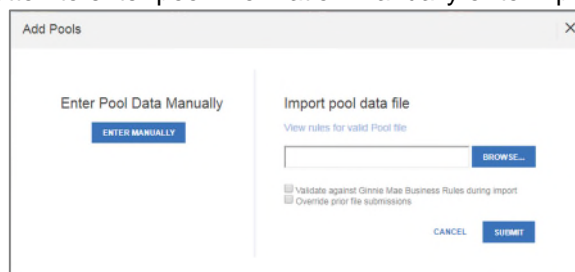 Add Pools
Enter Pool Data Manually
ENTER MANUALLY
Import pool data file
View rules for valid Pool file
BROWSE...
Validate against Ginnie Mae Business Rules during import
Override prior file submissions
CANCEL
SUBMIT